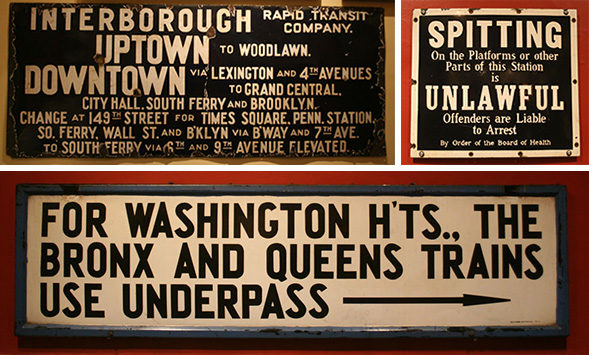 INTERBOROUGH RAPID TRANSIT COMPANY.
UPTOWN TO WOODLAWN.
DOWNTOWN VIA LEXINGTON AND 4TH AVENUES
TO GRAND CENTRAL,
CITY HALL, SOUTH FERRY AND BROOKLYN.
CHANGE AT 149TH STREET FOR TIMES SQUARE, PENN. STATION,
SO. FERRY, WALL ST. AND B'KLYN VIA B'WAY AND 7TH AVE.
TO SOUTH FERRY VIA 6TH AND 9TH AVENUE ELEVATED.
SPITTING
On the Platforms or other
Parts of this Station
is
UNLAWFUL
Offenders are Liable
to Arrest
By Order of the Board of Health
FOR WASHINGTON H'TS., THE
BRONX AND QUEENS TRAINS
USE UNDERPASS